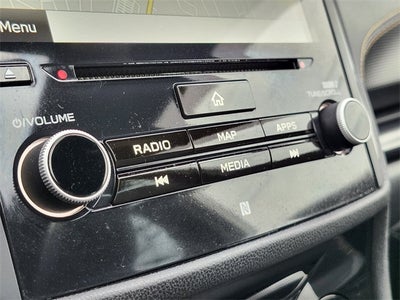 Menu
VOLUME
TUNE/SCROLL
RADIO MAP APPS
MEDIA